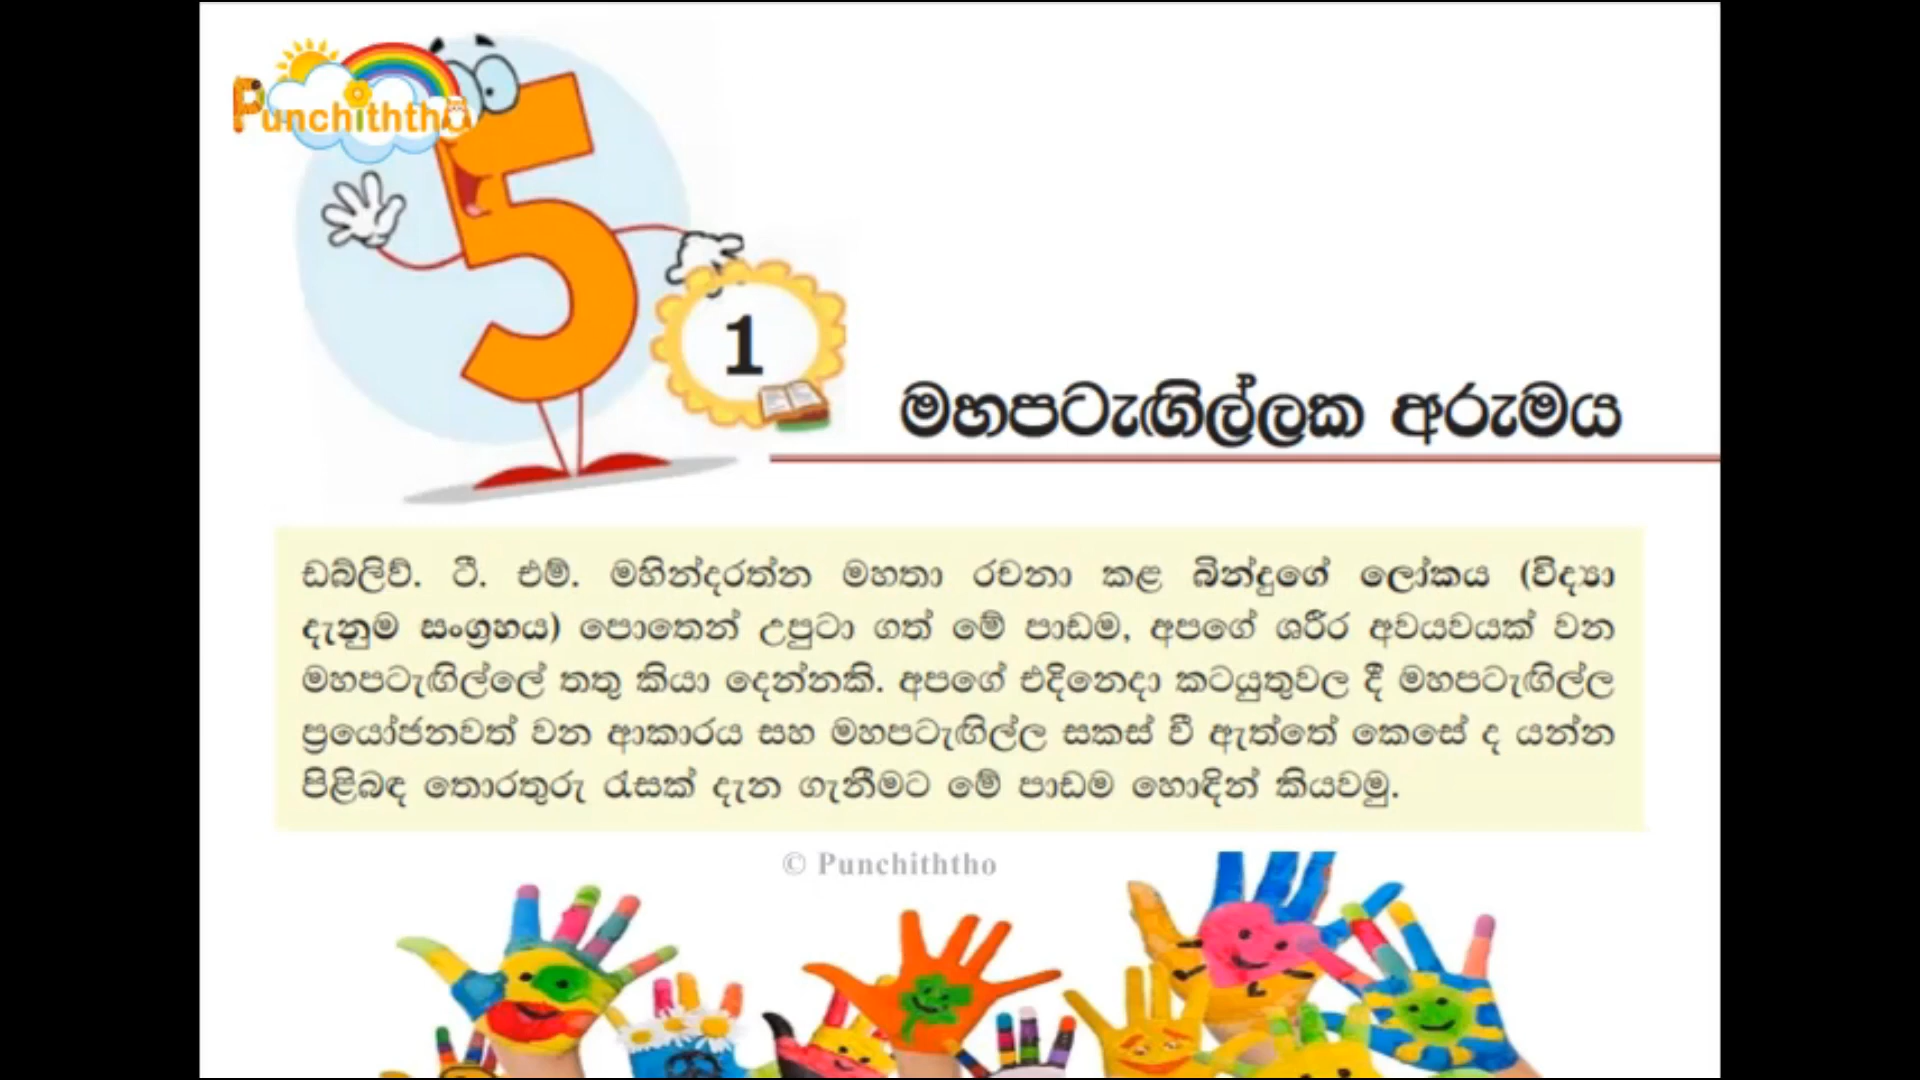 Punchiththo
5
1
මහපටැඟිල්ලක අරුමය
ඩබ්ලිව්. ටී. එම්. මහින්දරත්න මහතා රචනා කළ බින්දුගේ ලෝකය (විද්‍යා
දැනුම සංග්‍රහය) පොතෙන් උපුටා ගත් මේ පාඩම, අපගේ ශරීර අවයවයක් වන
මහපටැඟිල්ලේ තතු කියා දෙන්නකි. අපගේ එදිනෙදා කටයුතුවල දී මහපටැඟිල්ල
ප්‍රයෝජනවත් වන ආකාරය සහ මහපටැඟිල්ල සකස් වී ඇත්තේ කෙසේ ද යන්න
පිළිබඳ තොරතුරු රැසක් දැන ගැනීමට මේ පාඩම හොඳින් කියවමු.
© Punchiththo